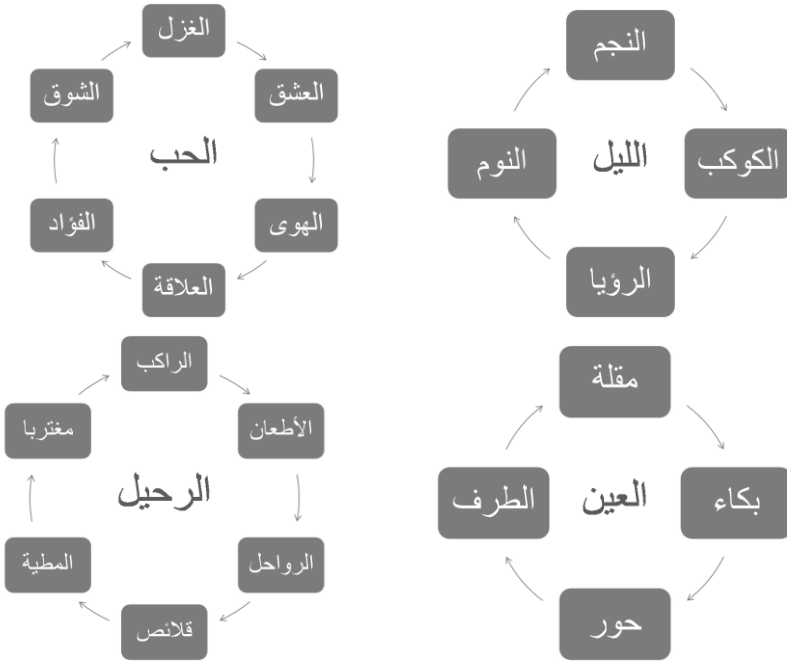 الغزل
العشق
الهوى
العلاقة
الفؤاد
الشوق
الحب
النجم
الكوكب
الرؤيا
النوم
الليل
الراكب
الأطعان
الرواحل
قلائص
المطية
مغتربا
الرحيل
مقلة
بكاء
حور
الطرف
العين